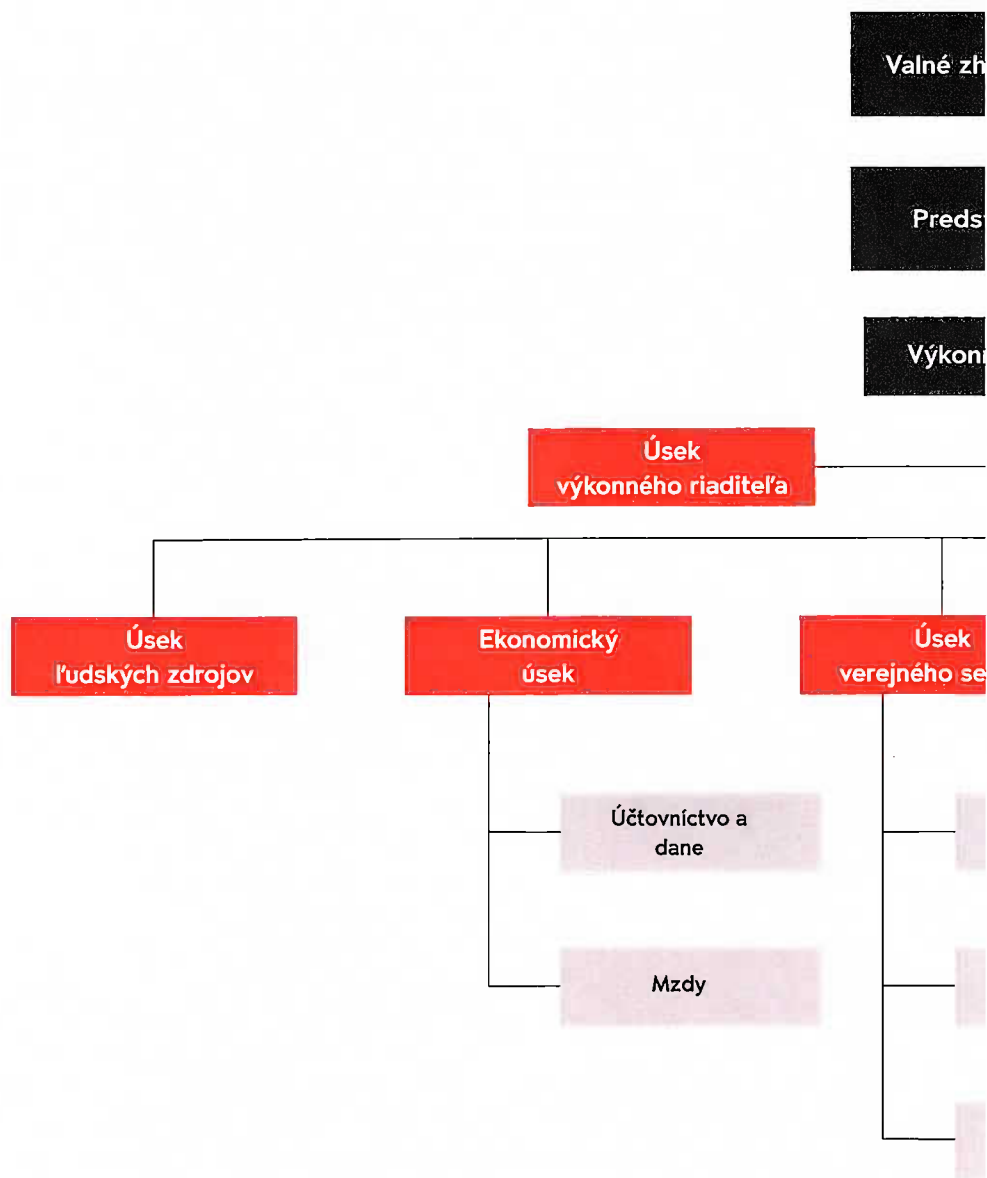 Valné zh
Preds
Výkon
Úsek
výkonného riaditeľa
Úsek
ľudských zdrojov
Ekonomický
úsek
Úsek
verejného se
Účtovníctvo a
dane
Mzdy